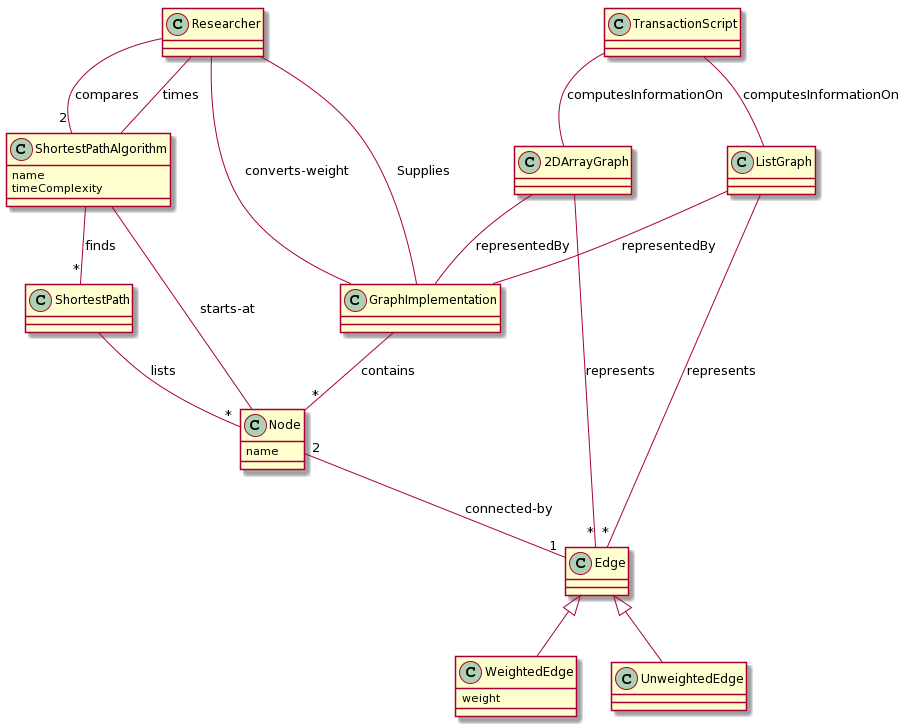 C Researcher
C TransactionScript
compares
times
computesInformationOn
computesInformationOn
2
C ShortestPathAlgorithm
name
timeComplexity
C 2DArrayGraph
C ListGraph
converts-weight
Supplies
finds
representedBy
representedBy
*
C ShortestPath
starts-at
C GraphImplementation
lists
contains
represents
represents
*
*
C Node
name
2
connected-by
*
*
1
C Edge
C WeightedEdge
weight
C UnweightedEdge